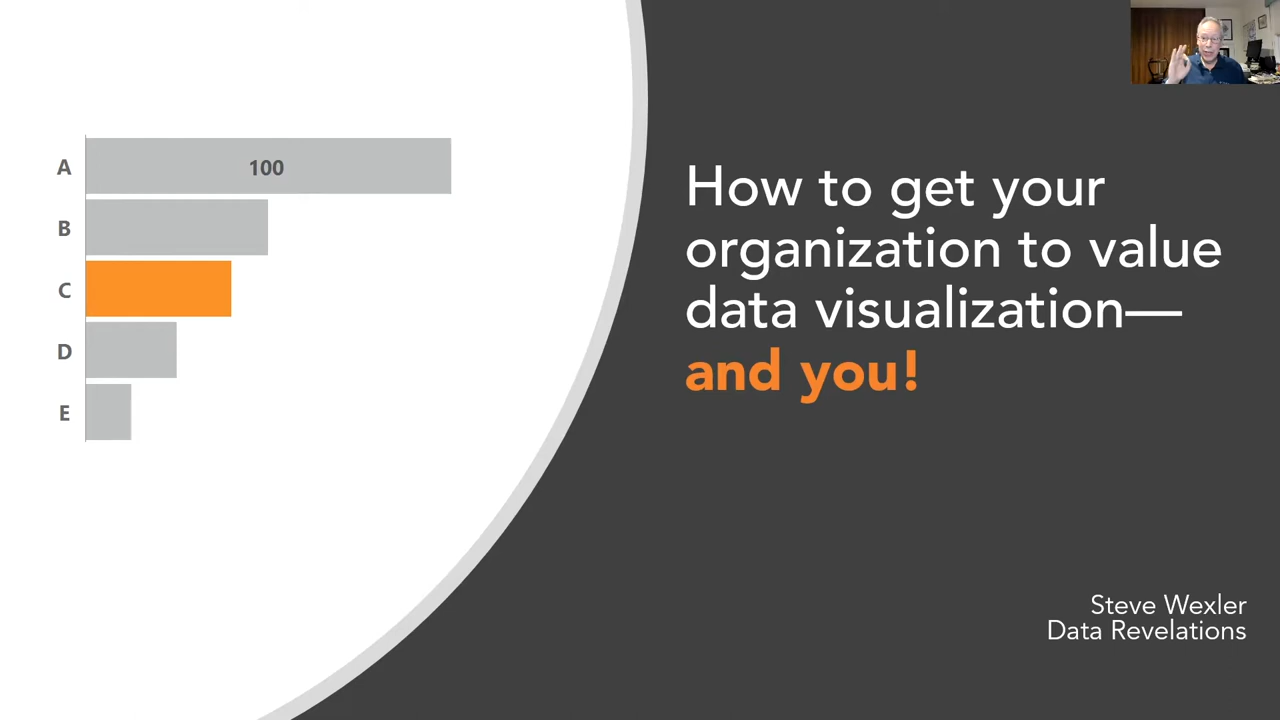 A
100
B
C
D
E
How to get your
organization to value
data visualization—
and you!
Steve Wexler
Data Revelations